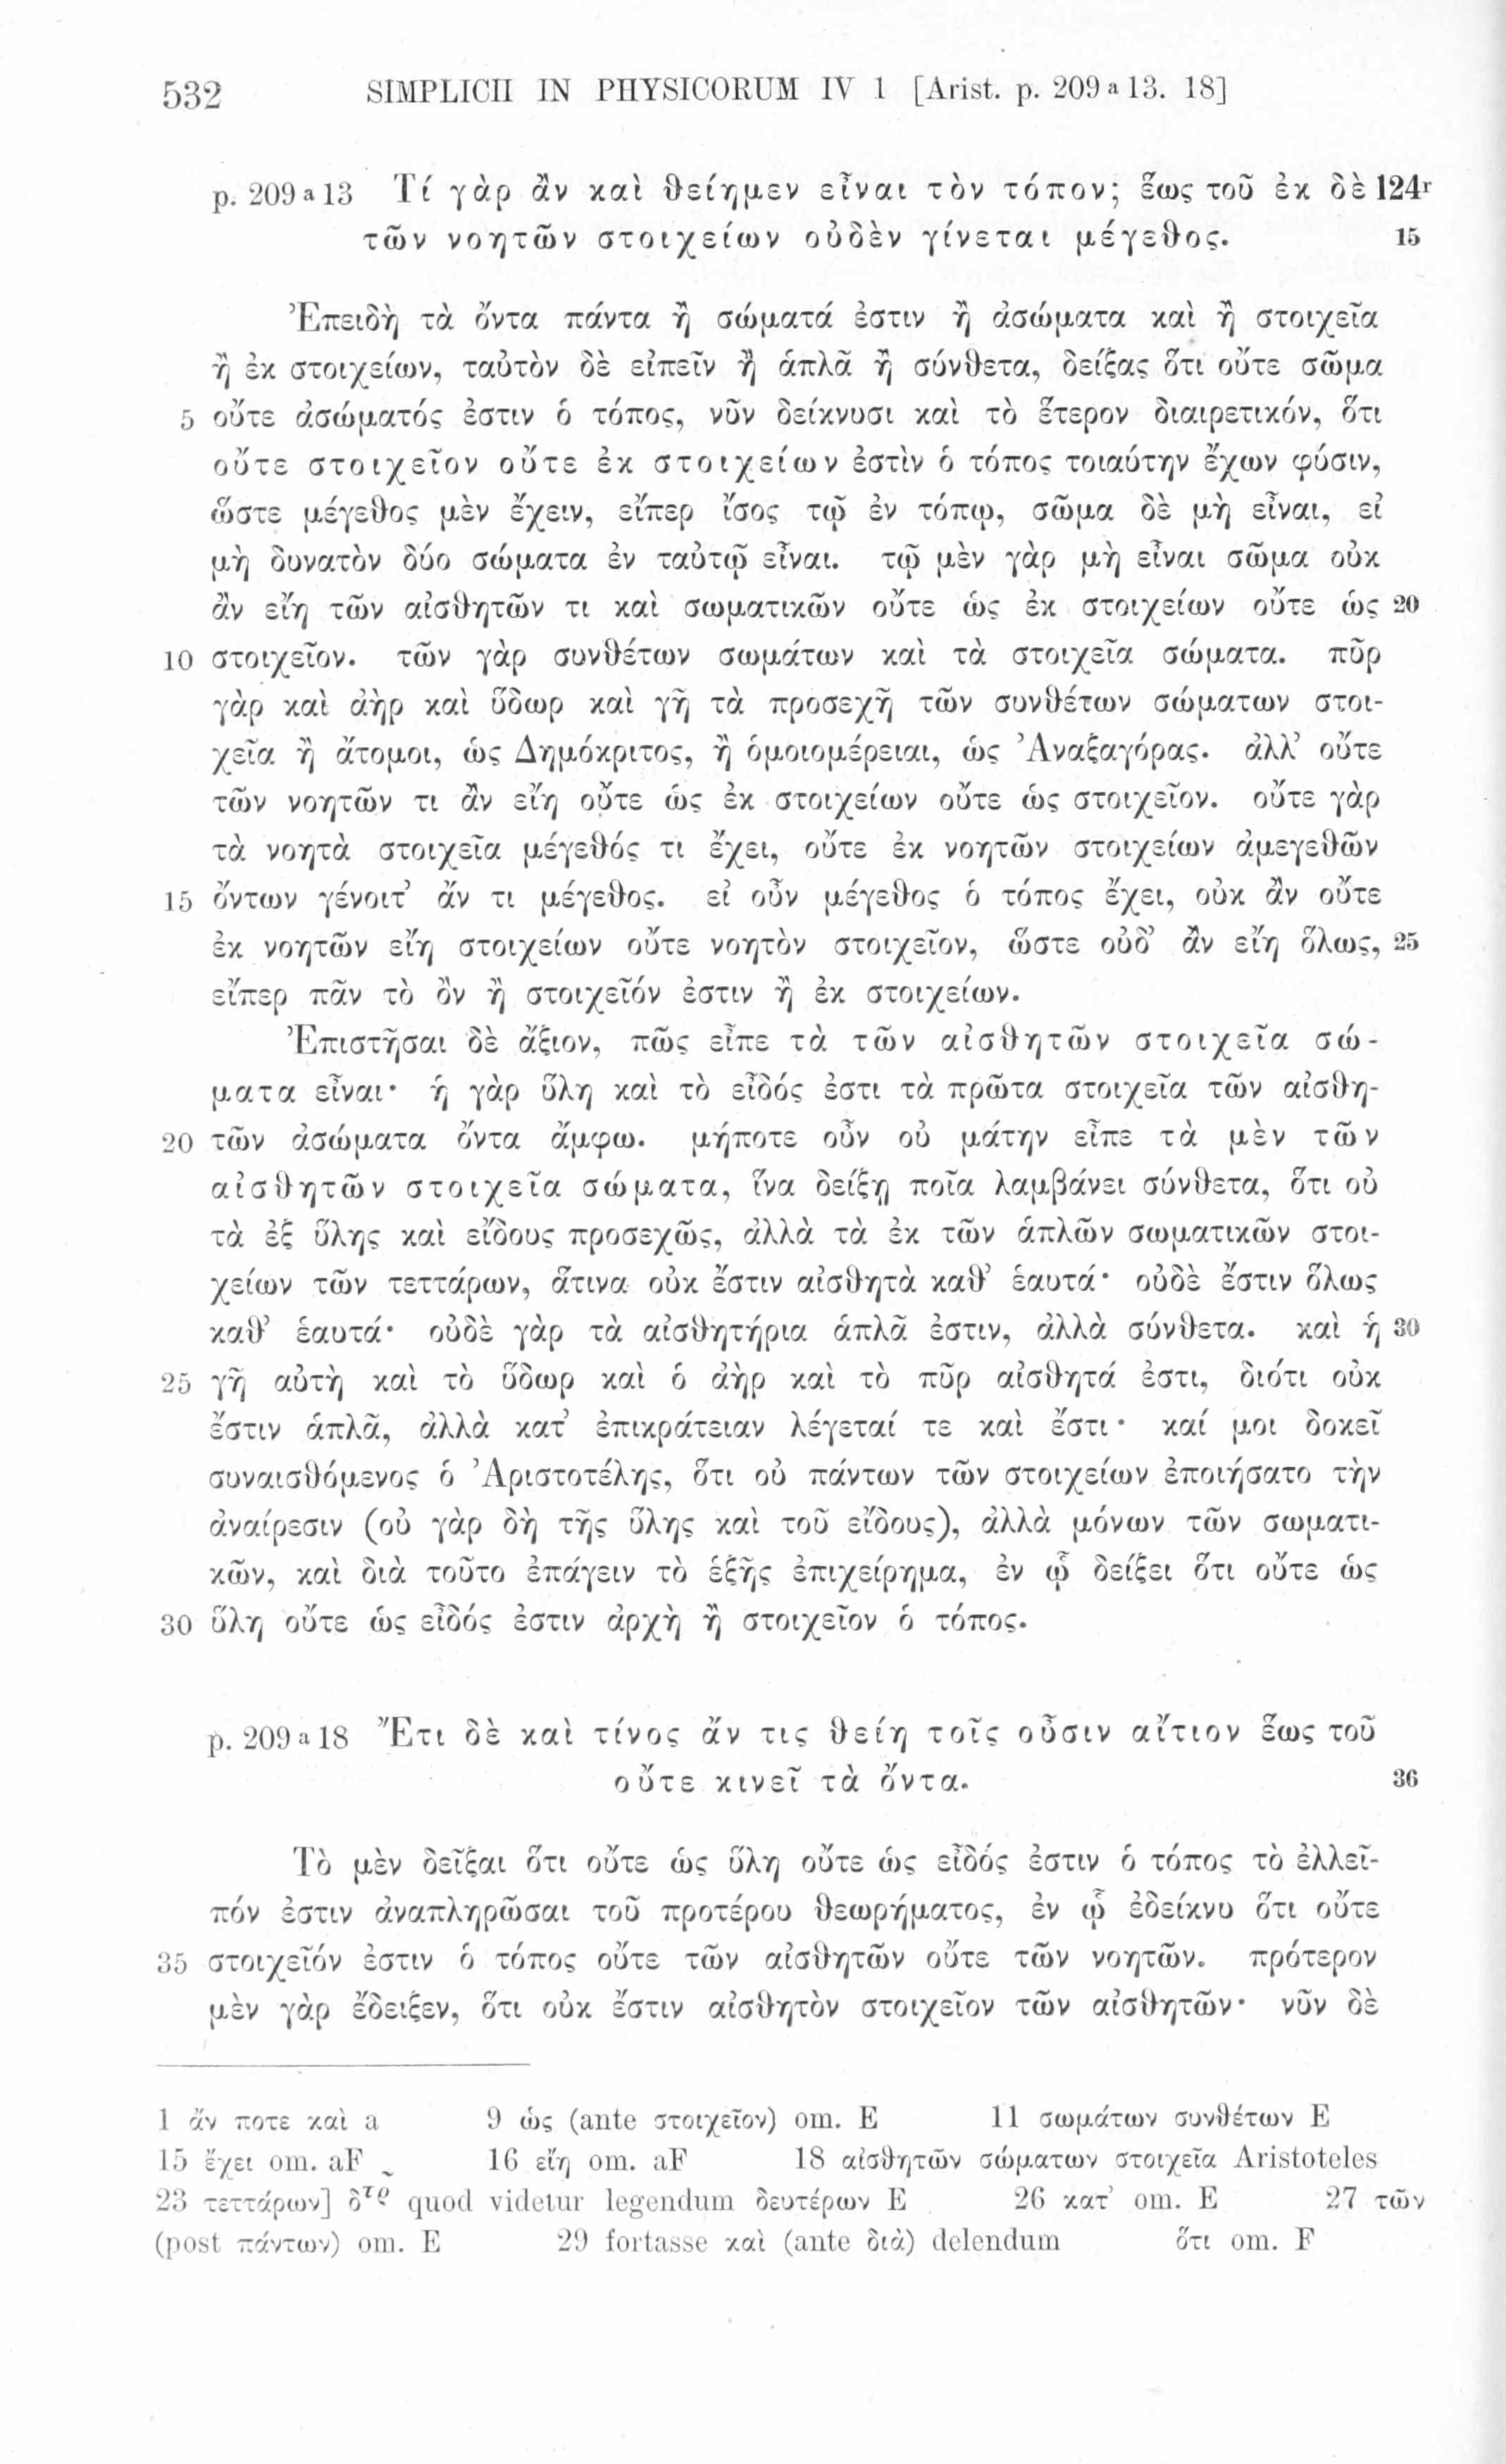 532 SIMPLICII IN PHYSICORUM IV 1 [Arist. p. 209 a 13. 18]
p. 209 a 13 Τί γὰρ ἂν καὶ θείημεν εἶναι τὸν τόπον; ἕως τοῦ ἐκ δὲ 124r
τῶν νοητῶν στοιχείων οὐδὲν γίνεται μέγεθος. 15
Ἐπειδὴ τὰ ὄντα πάντα ἢ σώματά ἐστιν ἢ ἀσώματα καὶ ἢ στοιχεῖα
ἢ ἐκ στοιχείων, ταὐτὸν δὲ εἰπεῖν ἢ ἁπλᾶ ἢ σύνθετα, δείξας ὅτι οὔτε σῶμα
5 οὔτε ἀσώματός ἐστιν ὁ τόπος, νῦν δείκνυσι καὶ τὸ ἕτερον διαιρετικόν, ὅτι
οὔτε στοιχεῖον οὔτε ἐκ στοιχείων ἐστὶν ὁ τόπος τοιαύτην ἔχων φύσιν,
ὥστε μέγεθος μὲν ἔχειν, εἴπερ ἴσος τῷ ἐν τόπῳ, σῶμα δὲ μὴ εἶναι, εἰ
μὴ δυνατὸν δύο σώματα ἐν ταὐτῷ εἶναι. τῷ μὲν γὰρ μὴ εἶναι σῶμα οὐκ
ἂν εἴη τῶν αἰσθητῶν τι καὶ σωματικῶν οὔτε ὡς ἐκ στοιχείων οὔτε ὡς 20
10 στοιχεῖον. τῶν γὰρ συνθέτων σωμάτων καὶ τὰ στοιχεῖα σώματα. πῦρ
γὰρ καὶ ἀὴρ καὶ ὕδωρ καὶ γῆ τὰ προσεχῆ τῶν συνθέτων σώματων στοι-
χεῖα ἢ ἄτομοι, ὡς Δημόκριτος, ἢ ὁμοιομέρειαι, ὡς Ἀναξαγόρας. ἀλλ’ οὔτε
τῶν νοητῶν τι ἂν εἴη οὔτε ὡς ἐκ στοιχείων οὔτε ὡς στοιχεῖον. οὔτε γὰρ
τὰ νοητὰ στοιχεῖα μέγεθός τι ἔχει, οὔτε ἐκ νοητῶν στοιχείων ἀμεγεθῶν
15 ὄντων γένοιτ’ ἄν τι μέγεθος. εἰ οὖν μέγεθος ὁ τόπος ἔχει, οὐκ ἂν οὔτε
ἐκ νοητῶν εἴη στοιχείων οὔτε νοητὸν στοιχεῖον, ὥστε οὐδ’ ἂν εἴη ὅλως, 25
εἴπερ πᾶν τὸ ὂν ἢ στοιχεῖόν ἐστιν ἢ ἐκ στοιχείων.
Ἐπιστῆσαι δὲ ἄξιον, πῶς εἶπε τὰ τῶν αἰσθητῶν στοιχεῖα σώ-
ματα εἶναι· ἡ γὰρ ὕλη καὶ τὸ εἶδός ἐστι τὰ πρῶτα στοιχεῖα τῶν αἰσθη-
20 τῶν ἀσώματα ὄντα ἄμφω. μήποτε οὖν οὐ μάτην εἶπε τὰ μὲν τῶν
αἰσθητῶν στοιχεῖα σώματα, ἵνα δείξῃ ποῖα λαμβάνει σύνθετα, ὅτι οὐ
τὰ ἐξ ὕλης καὶ εἴδους προσεχῶς, ἀλλὰ τὰ ἐκ τῶν ἁπλῶν σωματικῶν στοι-
χείων τῶν τεττάρων, ἅτινα οὐκ ἔστιν αἰσθητὰ καθ’ ἑαυτά· οὐδὲ ἔστιν ὅλως
καθ’ ἑαυτά· οὐδὲ γὰρ τὰ αἰσθητήρια ἁπλᾶ ἐστιν, ἀλλὰ σύνθετα. καὶ ἡ 30
25 γῆ αὐτὴ καὶ τὸ ὕδωρ καὶ ὁ ἀὴρ καὶ τὸ πῦρ αἰσθητά ἐστι, διότι οὐκ
ἔστιν ἁπλᾶ, ἀλλὰ κατ’ ἐπικράτειαν λέγεταί τε καὶ ἔστι· καί μοι δοκεῖ
συναισθόμενος ὁ Ἀριστοτέλης, ὅτι οὐ πάντων τῶν στοιχείων ἐποιήσατο τὴν
ἀναίρεσιν (οὐ γὰρ δὴ τῆς ὕλης καὶ τοῦ εἴδους), ἀλλὰ μόνων τῶν σωματι-
κῶν, καὶ διὰ τοῦτο ἐπάγειν τὸ ἑξῆς ἐπιχείρημα, ἐν ᾧ δείξει ὅτι οὔτε ὡς
30 ὕλη οὔτε ὡς εἶδός ἐστιν ἀρχὴ ἢ στοιχεῖον ὁ τόπος.
p. 209 a 18 Ἔτι δὲ καὶ τίνος ἄν τις θείη τοῖς οὖσιν αἴτιον ἕως τοῦ
οὔτε κινεῖ τὰ ὄντα. 36
Τὸ μὲν δεῖξαι ὅτι οὔτε ὡς ὕλη οὔτε ὡς εἶδός ἐστιν ὁ τόπος τὸ ἐλλεῖ-
πόν ἐστιν ἀναπληρῶσαι τοῦ προτέρου θεωρήματος, ἐν ᾧ ἐδείκνυ ὅτι οὔτε
35 στοιχεῖόν ἐστιν ὁ τόπος οὔτε τῶν αἰσθητῶν οὔτε τῶν νοητῶν. πρότερον
μὲν γὰρ ἔδειξεν, ὅτι οὐκ ἔστιν αἰσθητὸν στοιχεῖον τῶν αἰσθητῶν· νῦν δὲ
1 ἄν ποτε καὶ a 9 ὡς (ante στοιχεῖον) om. E 11 σωμάτων συνθέτων E
15 ἔχει om. aF 16 εἴη om. aF 18 αἰσθητῶν σώματων στοιχεῖα Aristoteles
23 τεττάρων] δτρ quod videtur legendum δευτέρων E 26 κατ’ om. E 27 τῶν
(post πάντων) om. E 29 fortasse καὶ (ante διὰ) delendum ὅτι om. F